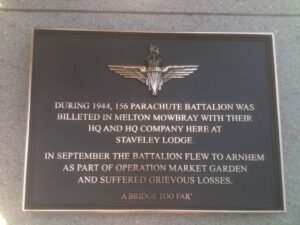 DURING 1944, 156 PARACHUTE BATTALION WAS
BILLETED IN MELTON MOWBRAY WITH THEIR
HQ AND HQ COMPANY HERE AT
STAVELEY LODGE.
IN SEPTEMBER THE BATTALION FLEW TO ARNHEM
AS PART OF OPERATION MARKET GARDEN
AND SUFFERED GRIEVOUS LOSSES.
'A BRIDGE TOO FAR'